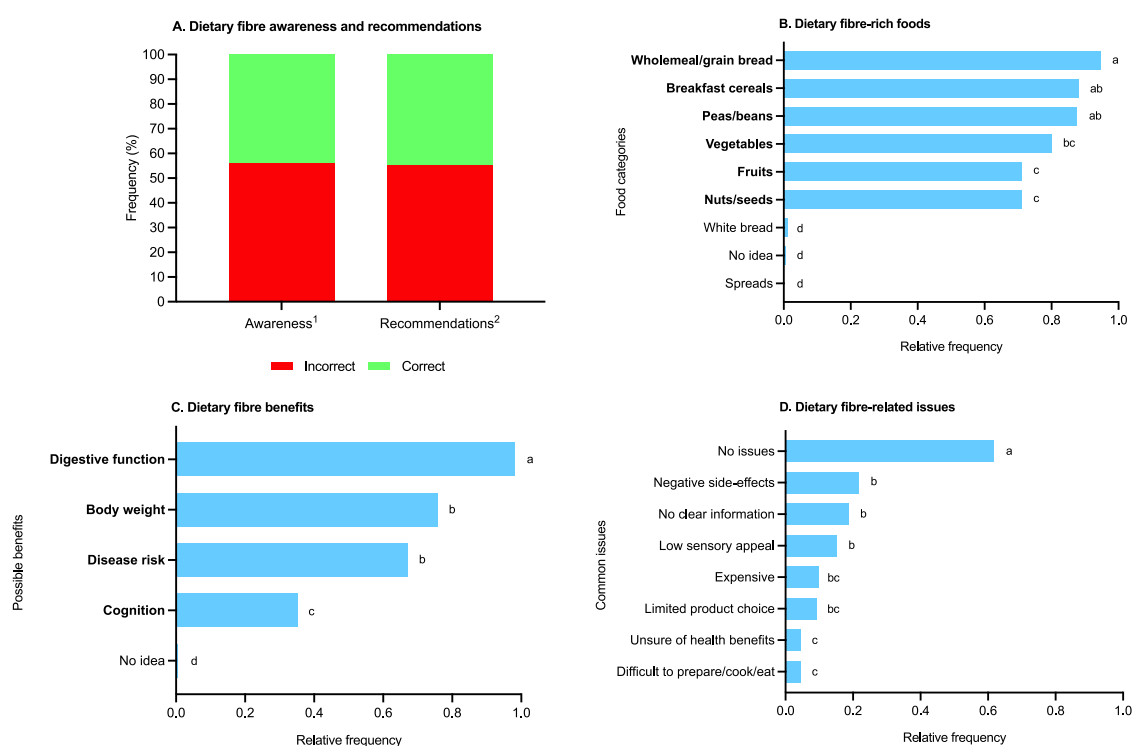 A. Dietary fibre awareness and recommendations
Frequency (%)
100
90
80
70
60
50
40
30
20
10
0
Awareness1
Recommendations2
Incorrect
Correct
B. Dietary fibre-rich foods
Food categories
Wholemeal/grain bread
a
Breakfast cereals
ab
Peas/beans
ab
Vegetables
bc
Fruits
c
Nuts/seeds
c
White bread
d
No idea
d
Spreads
d
0.0 0.2 0.4 0.6 0.8 1.0
Relative frequency
C. Dietary fibre benefits
Possible benefits
Digestive function
a
Body weight
b
Disease risk
b
Cognition
c
No idea
d
0.0 0.2 0.4 0.6 0.8 1.0
Relative frequency
D. Dietary fibre-related issues
Common issues
No issues
a
Negative side-effects
b
No clear information
b
Low sensory appeal
b
Expensive
bc
Limited product choice
bc
Unsure of health benefits
c
Difficult to prepare/cook/eat
c
0.0 0.2 0.4 0.6 0.8 1.0
Relative frequency